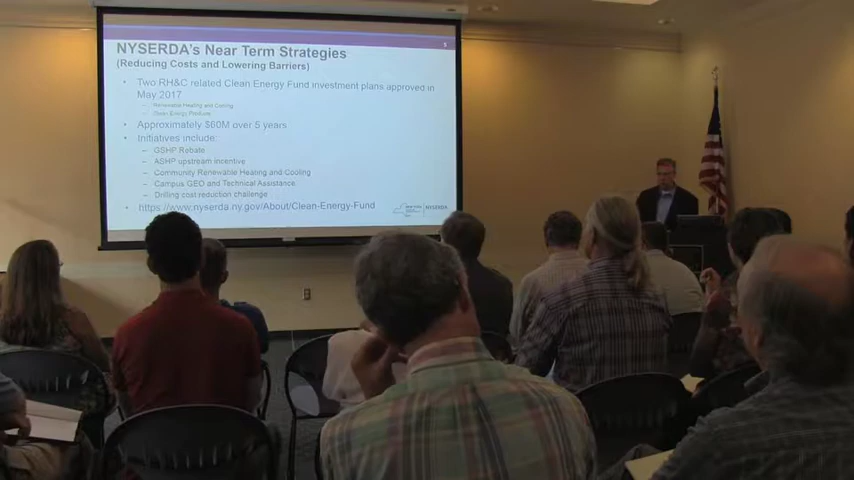 NYSERDA's Near Term Strategies
(Reducing Costs and Lowering Barriers)
• Two RH&C related Clean Energy Fund investment plans approved in
May 2017
– Renewable Heating and Cooling
• Approximately $60M over 5 years
• Initiatives include:
– GSHP Rebate
– ASHP upstream incentive
– Community Renewable Heating and Cooling
– Campus GEO and Technical Assistance
– Drilling cost reduction challenge
• https://www.nyserda.ny.gov/About/Clean-Energy-Fund
NYSERDA